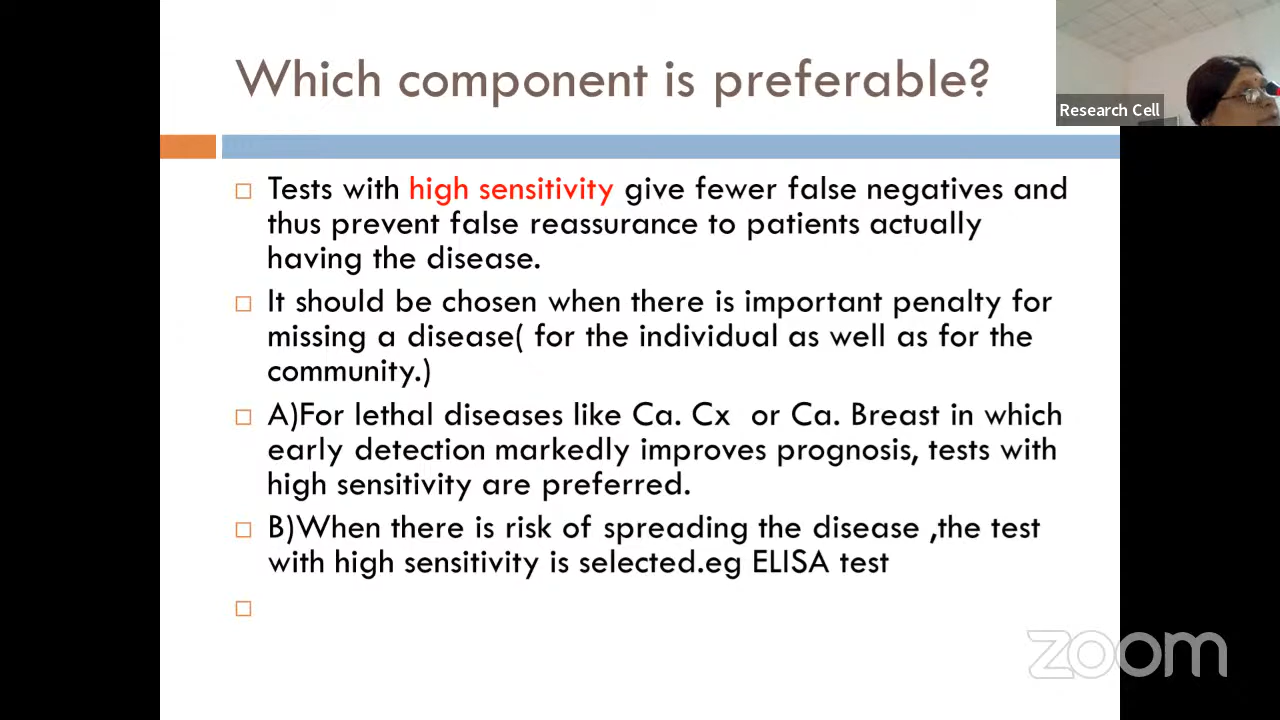 Which component is preferable?
Research Cell
Tests with high sensitivity give fewer false negatives and
thus prevent false reassurance to patients actually
having the disease.
It should be chosen when there is important penalty for
missing a disease( for the individual as well as for the
community.)
A)For lethal diseases like Ca. Cx or Ca. Breast in which
early detection markedly improves prognosis, tests with
high sensitivity are preferred.
B)When there is risk of spreading the disease ,the test
with high sensitivity is selected.eg ELISA test
zoom